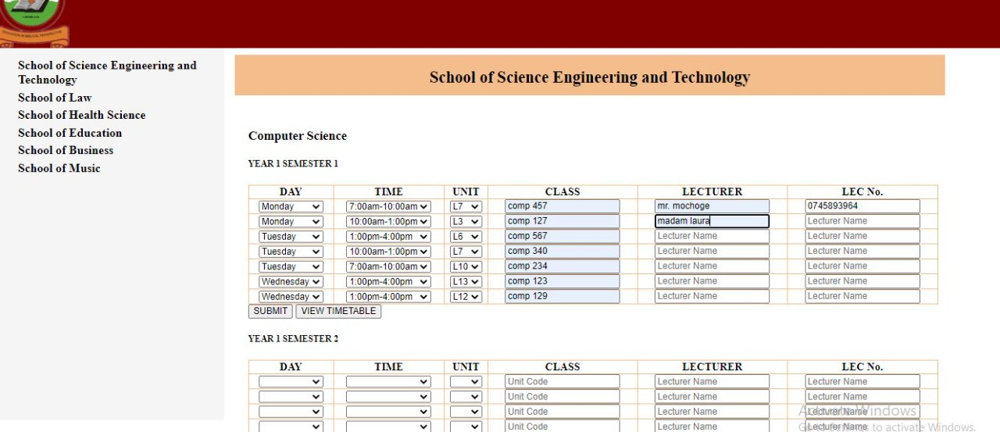 EDUCATION IN BIBLICAL PERSPECTIVE
School of Science Engineering and Technology
School of Science Engineering and
Technology
School of Law
School of Health Science
School of Education
School of Business
School of Music
Computer Science
YEAR 1 SEMESTER 1
DAY TIME UNIT CLASS LECTURER LEC No.
Monday 7:00am-10:00am L7 comp 457 mr. mochoge 0745893964
Monday 10:00am-1:00pm L3 comp 127 madam laura Lecturer Name
Tuesday 1:00pm-4:00pm L6 comp 567 Lecturer Name Lecturer Name
Tuesday 10:00am-1:00pm L7 comp 340 Lecturer Name Lecturer Name
Tuesday 7:00am-10:00am L10 comp 234 Lecturer Name Lecturer Name
Wednesday 1:00pm-4:00pm L13 comp 123 Lecturer Name Lecturer Name
Wednesday 1:00pm-4:00pm L12 comp 129 Lecturer Name Lecturer Name
SUBMIT VIEW TIMETABLE
YEAR 1 SEMESTER 2
DAY TIME UNIT CLASS LECTURER LEC No.
Unit Code Lecturer Name Lecturer Name
Unit Code Lecturer Name Lecturer Name
Unit Code Lecturer Name Lecturer Name
Unit Code Lecturer Name Lecturer Name
Activate Windows
Go to Settings to activate Windows.